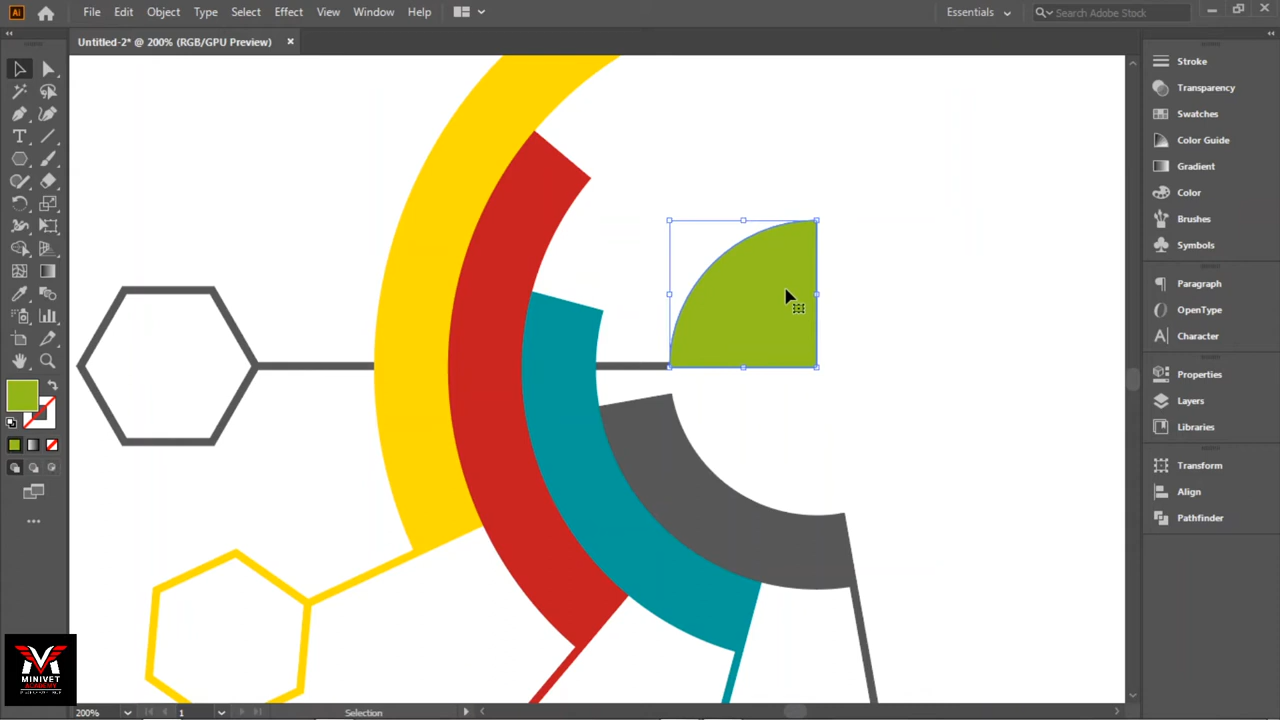 Ai
File Edit Object Type Select Effect View Window Help
Essentials
Search Adobe Stock
Untitled-2* @ 200% (RGB/GPU Preview)
Stroke
Transparency
Swatches
Color Guide
Gradient
Color
Brushes
Symbols
Paragraph
OpenType
Character
Properties
Layers
Libraries
Transform
Align
Pathfinder
MINIVET
200%
1
Selection